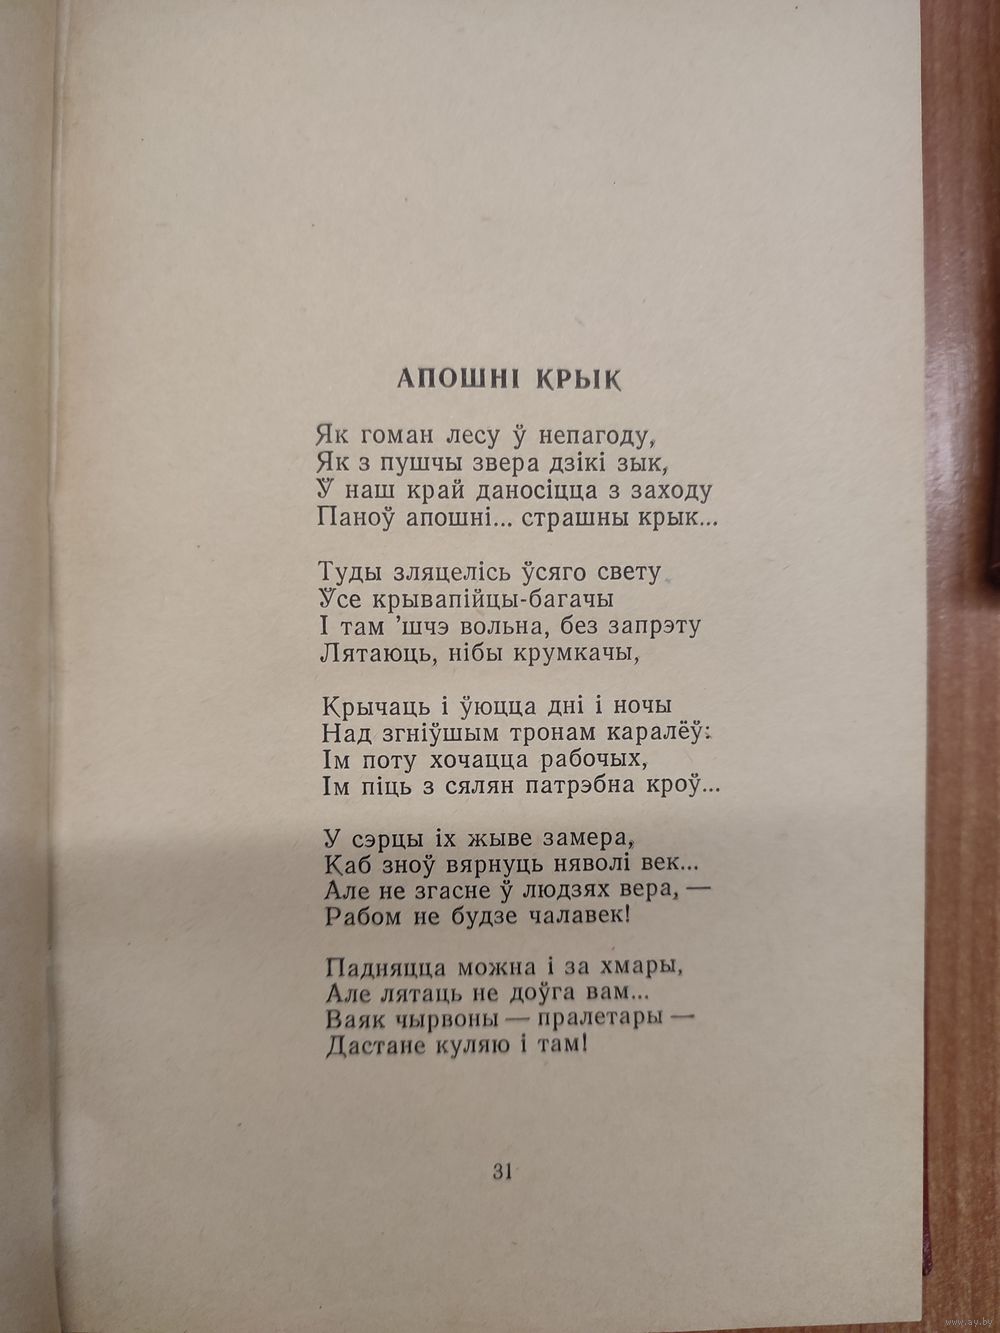 АПОШНІ КРЫК
Як гоман лесу ў непагоду,
Як з пушчы звера дзікі зык,
Ў наш край даносіцца з заходу
Паноў апошні... страшны крык...
Туды зляцелісь ўсяго свету
Ўсе крывапійцы-багачы
І там ’шчэ вольна, без запрэту
Лятаюць, нібы крумкачы,
Крычаць і ўюцца дні і ночы
Над згніўшым тронам каралёў:
Ім поту хочацца рабочых,
Ім піць з сялян патрэбна кроў...
У сэрцы іх жыве замера,
Каб зноў вярнуць няволі век...
Але не згасне ў людзях вера, —
Рабом не будзе чалавек!
Падняцца можна і за хмары,
Але лятаць не доўга вам...
Ваяк чырвоны — пралетары —
Дастане куляю і там!
31
www.ay.by